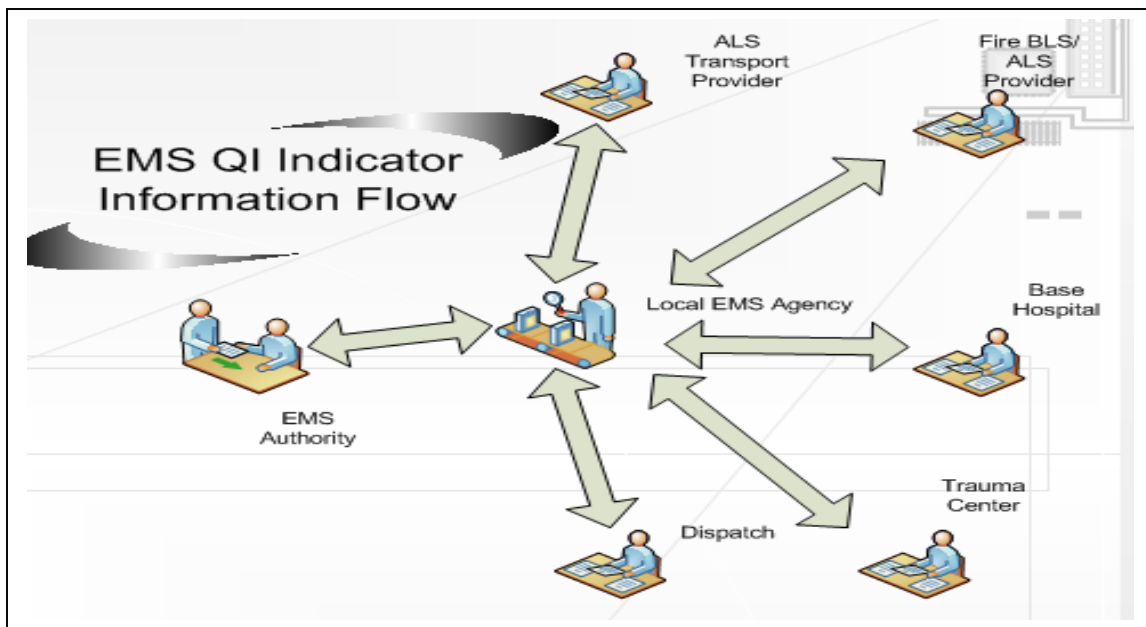 ALS
Transport
Provider
Fire BLS/
ALS
Provider
EMS QI Indicator
Information Flow
Local EMS Agency
Base
Hospital
EMS
Authority
Trauma
Center
Dispatch